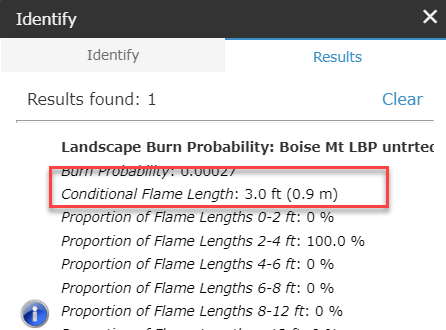 Identify
Identify
Results
Results found: 1
Clear
Landscape Burn Probability: Boise Mt LBP untrted
Burn Probability: 0.00027
Conditional Flame Length: 3.0 ft (0.9 m)
Proportion of Flame Lengths 0-2 ft: 0 %
Proportion of Flame Lengths 2-4 ft: 100.0 %
Proportion of Flame Lengths 4-6 ft: 0 %
Proportion of Flame Lengths 6-8 ft: 0 %
Proportion of Flame Lengths 8-12 ft: 0 %